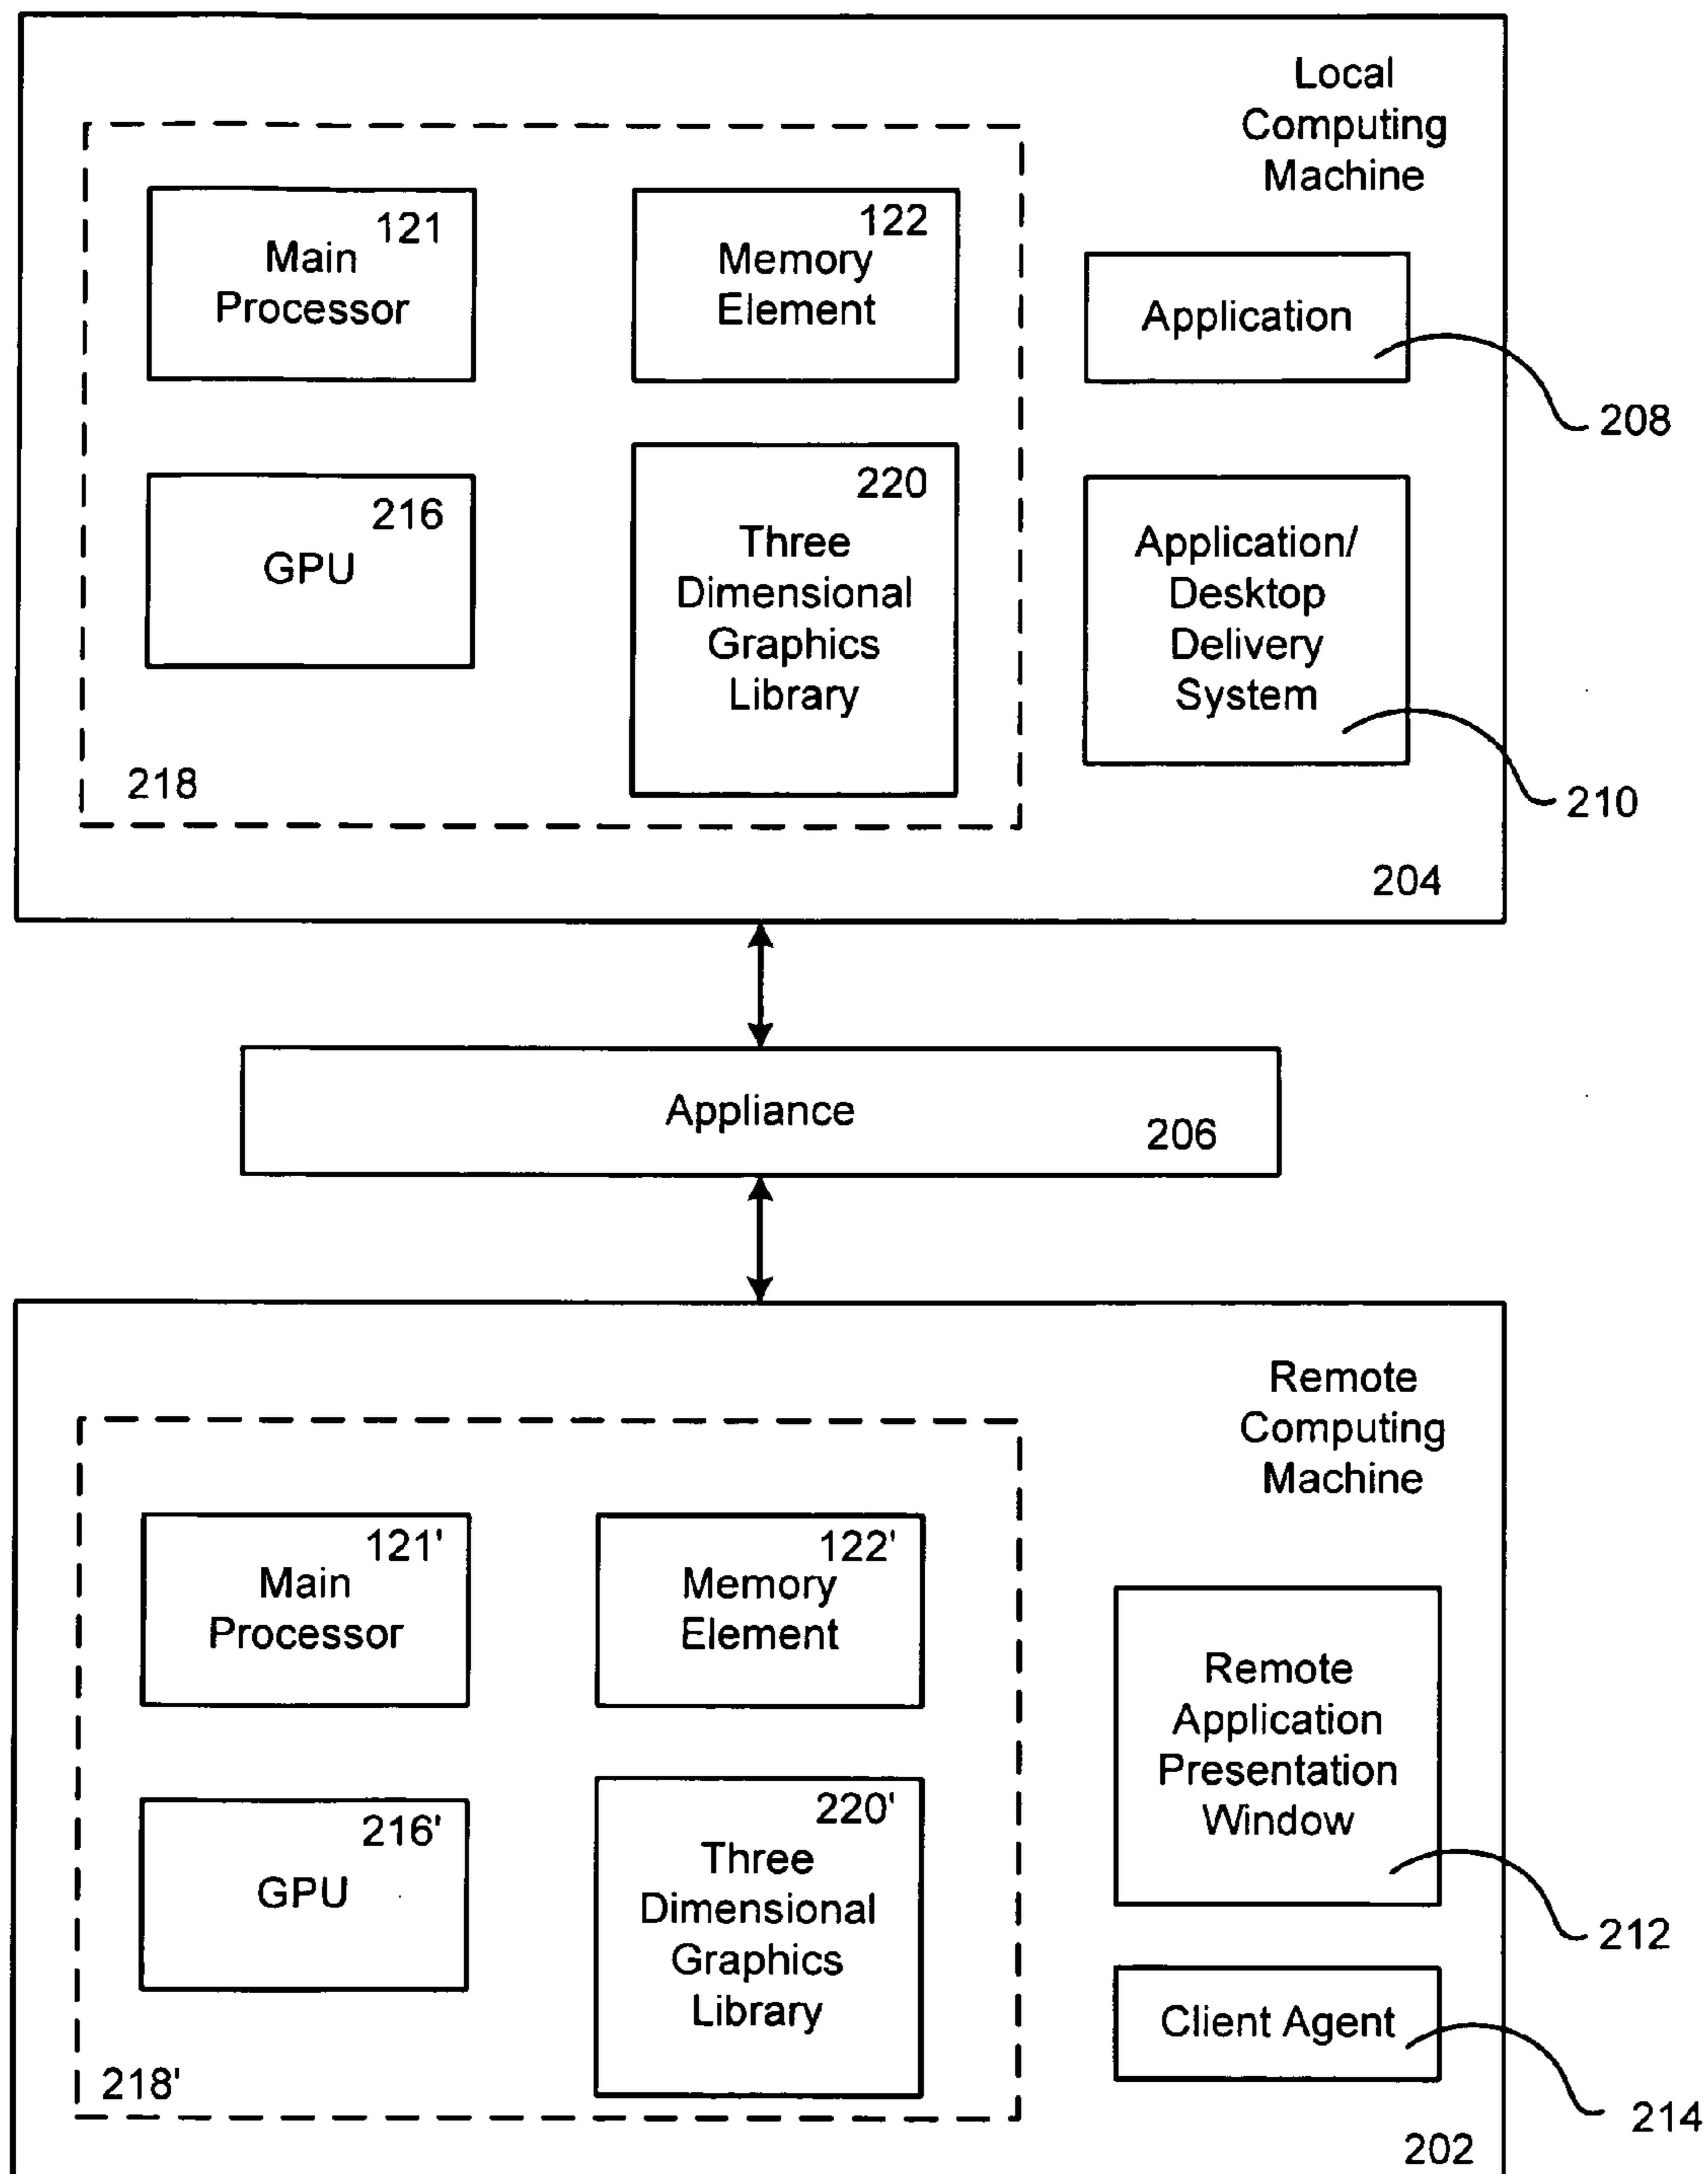 Local
Computing
Machine
121
Main
Processor
122
Memory
Element
Application
208
216
GPU
220
Three
Dimensional
Graphics
Library
Application/
Desktop
Delivery
System
210
218
204
Appliance
206
Remote
Computing
Machine
121'
Main
Processor
122'
Memory
Element
Remote
Application
Presentation
Window
212
216'
GPU
220'
Three
Dimensional
Graphics
Library
Client Agent
214
218'
202